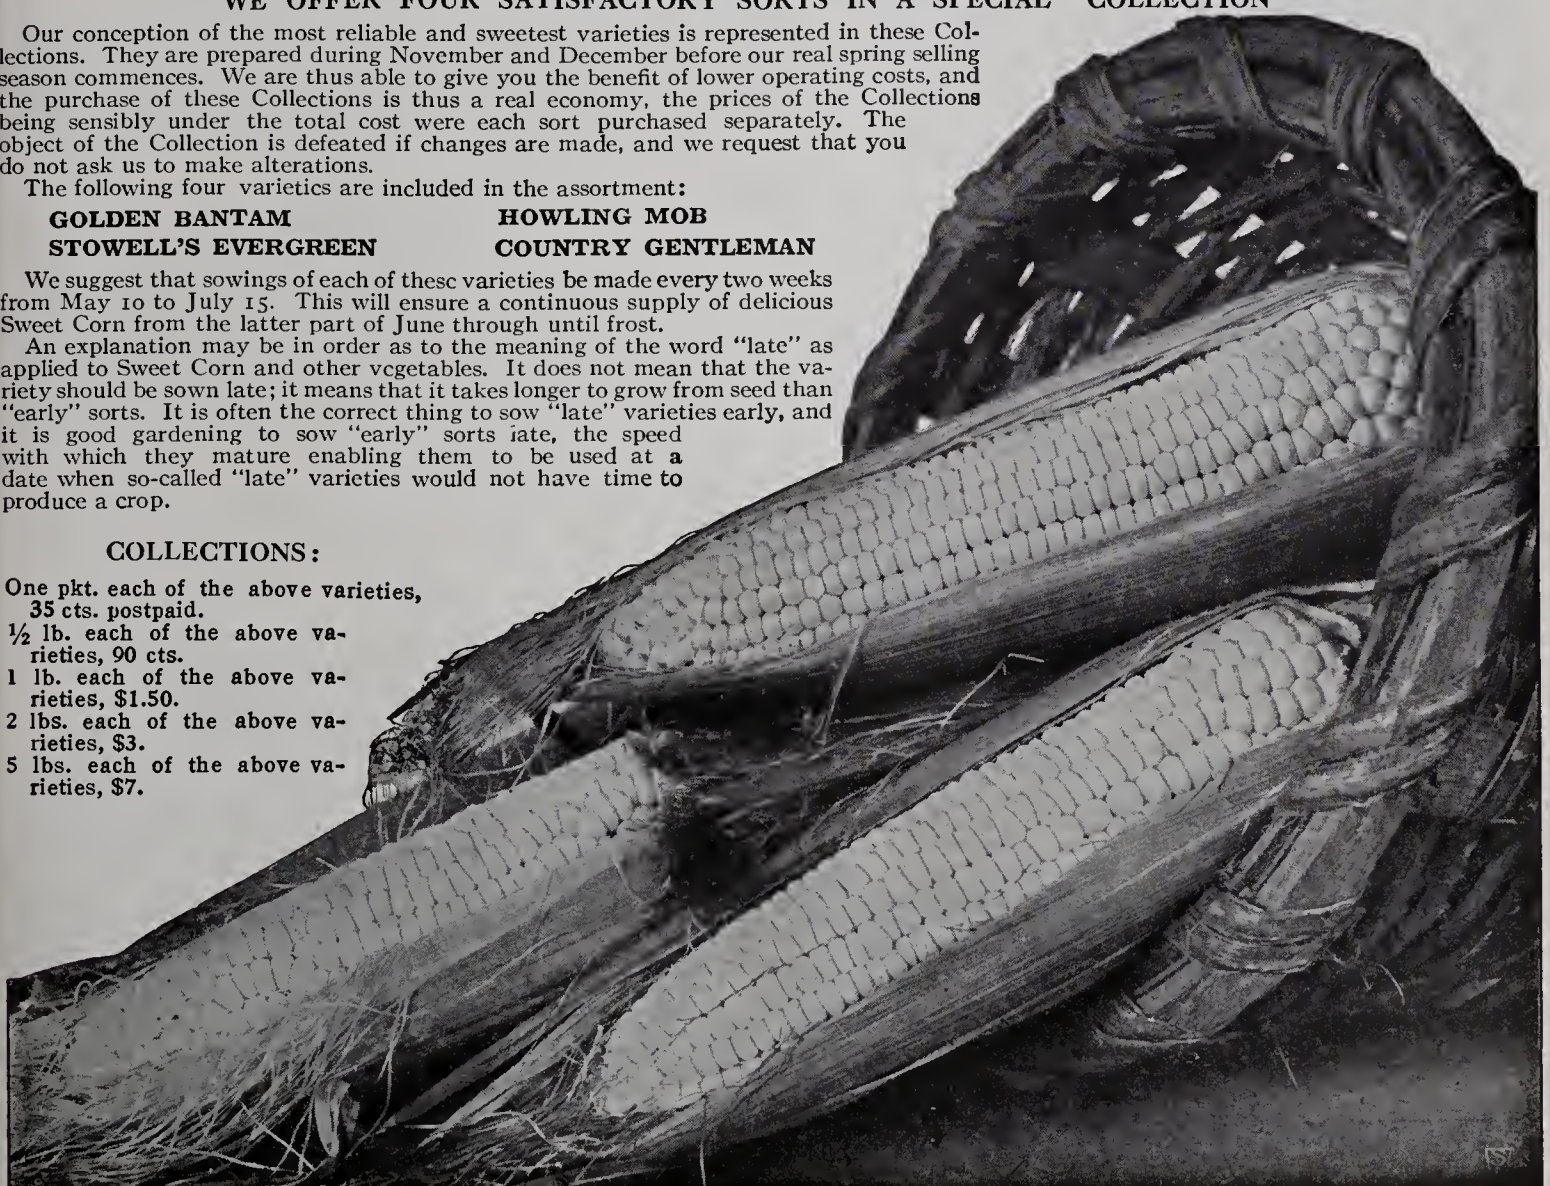 WE OFFER FOUR SATISFACTORY SORTS IN A SPECIAL COLLECTION
Our conception of the most reliable and sweetest varieties is represented in these Col-
lections. They are prepared during November and December before our real spring selling
season commences. We are thus able to give you the benefit of lower operating costs, and
the purchase of these Collections is thus a real economy, the prices of the Collections
being sensibly under the total cost were each sort purchased separately. The
object of the Collection is defeated if changes are made, and we request that you
do not ask us to make alterations.
The following four varietics are included in the assortment:
GOLDEN BANTAM HOWLING MOB
STOWELL'S EVERGREEN COUNTRY GENTLEMAN
We suggest that sowings of each of thesc varieties be made every two weeks
from May 10 to July 15. This will ensure a continuous supply of delicious
Sweet Corn from the latter part of June through until frost.
An explanation may be in order as to the meaning of the word "late" as
applied to Sweet Corn and other vcgetables. It does not mean that the va-
riety should be sown late; it means that it takes longer to grow from seed than
"early" sorts. It is often the correct thing to sow "late" varieties early, and
it is good gardening to sow "early" sorts late, the speed
with which they mature enabling them to be used at a
date when so-called "late" varieties would not have time to
produce a crop.
COLLECTIONS:
One pkt. each of the above varieties,
35 cts. postpaid.
½ lb. each of the above va-
rieties, 90 cts.
1 lb. each of the above va-
rieties, $1.50.
2 lbs. each of the above va-
rieties, $3.
5 lbs. each of the above va-
rieties, $7.